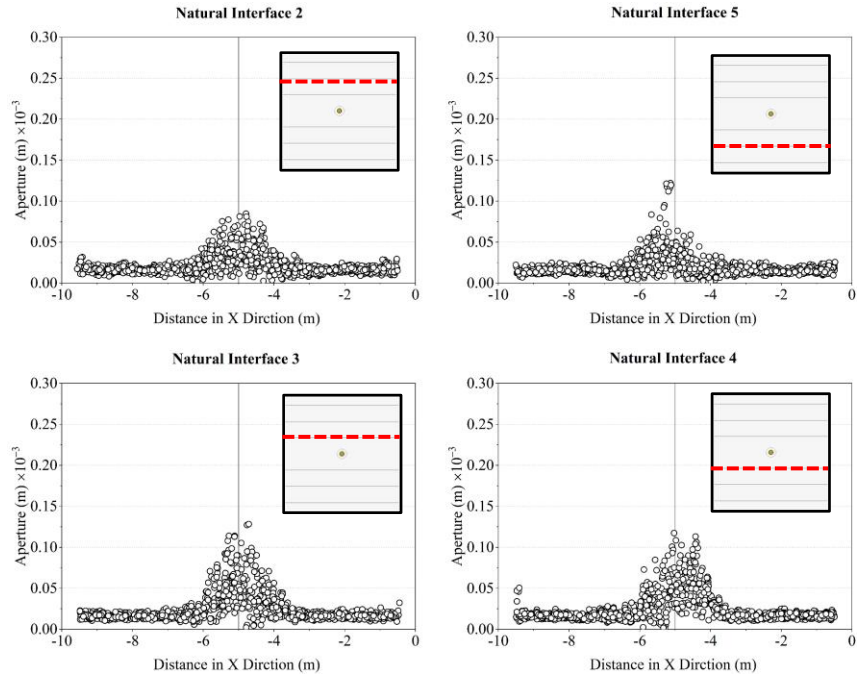 Natural Interface 2
0.30
0.25
0.20
0.15
0.10
0.05
0.00
Aperture (m) ×10⁻³
-10 -8 -6 -4 -2 0
Distance in X Dirction (m)
Natural Interface 5
0.30
0.25
0.20
0.15
0.10
0.05
0.00
Aperture (m) ×10⁻³
-10 -8 -6 -4 -2 0
Distance in X Dirction (m)
Natural Interface 3
0.30
0.25
0.20
0.15
0.10
0.05
0.00
Aperture (m) ×10⁻³
-10 -8 -6 -4 -2 0
Distance in X Dirction (m)
Natural Interface 4
0.30
0.25
0.20
0.15
0.10
0.05
0.00
Aperture (m) ×10⁻³
-10 -8 -6 -4 -2 0
Distance in X Dirction (m)